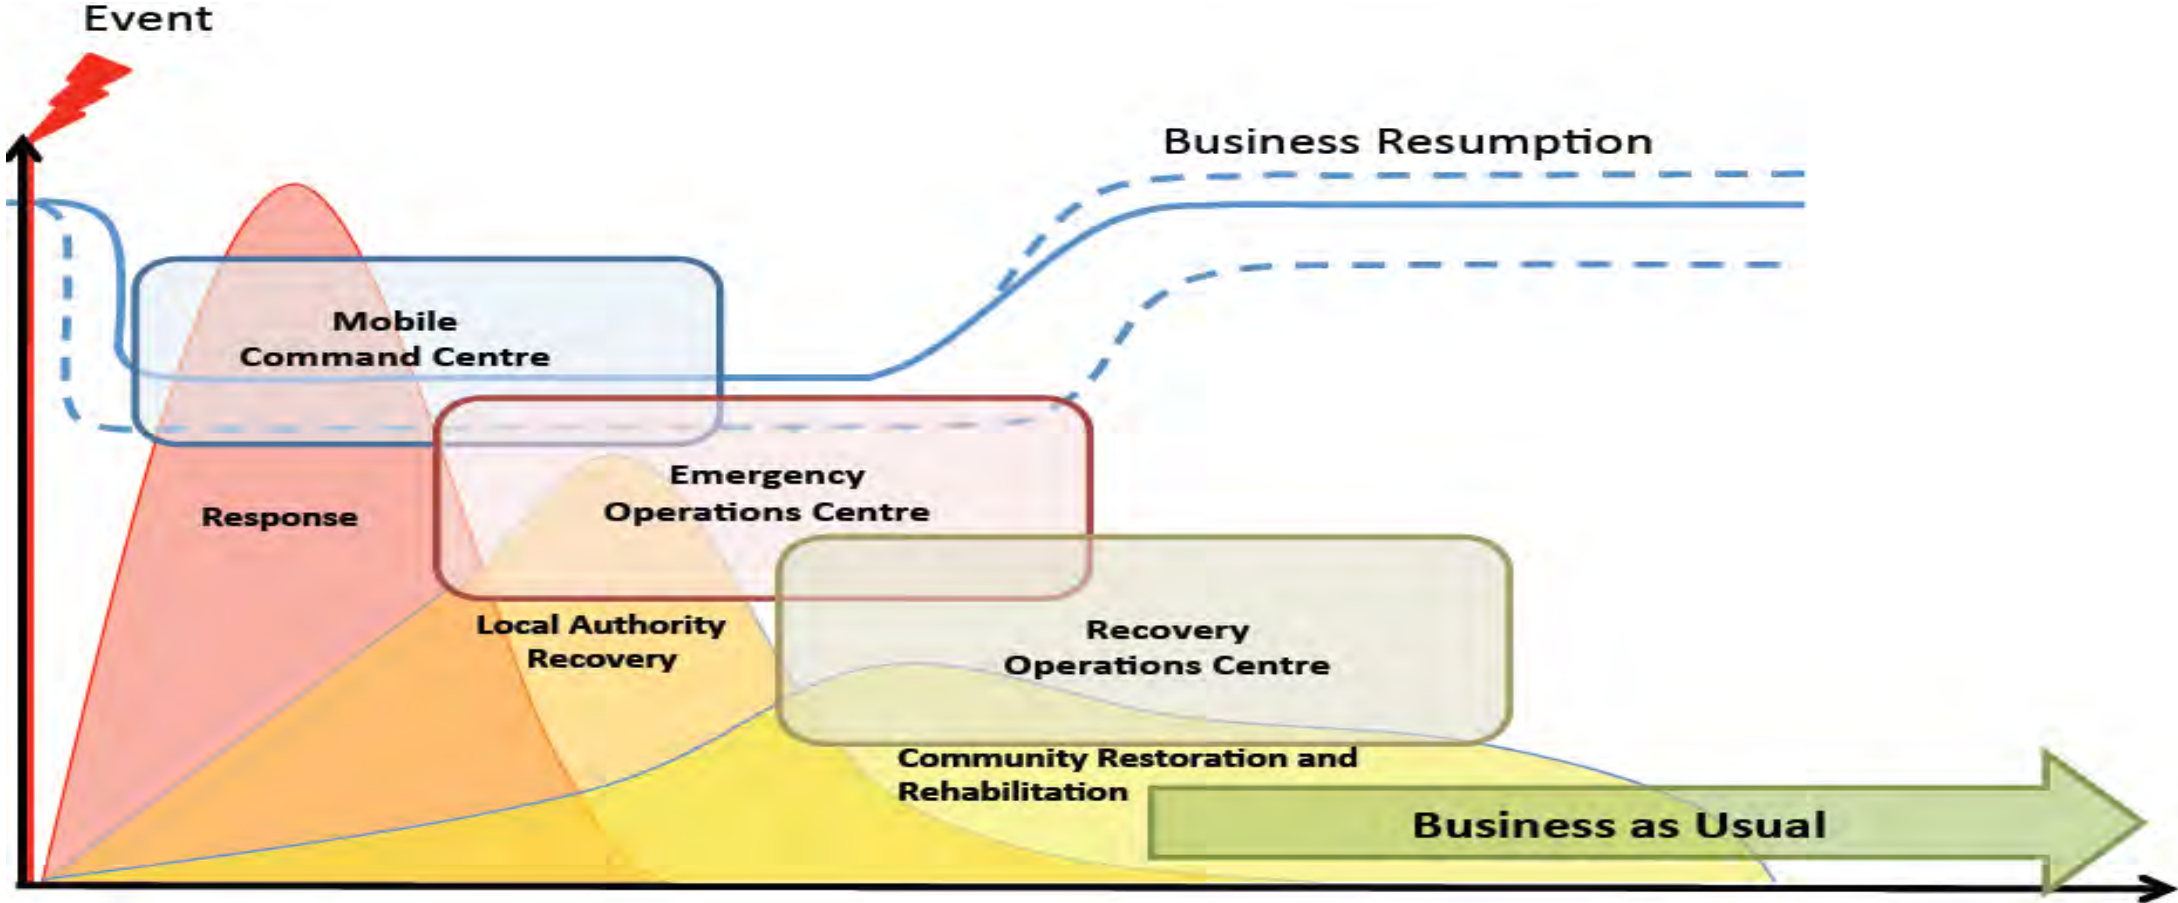 Event
Business Resumption
Mobile
Command Centre
Emergency
Operations Centre
Response
Local Authority
Recovery
Recovery
Operations Centre
Community Restoration and
Rehabilitation
Business as Usual